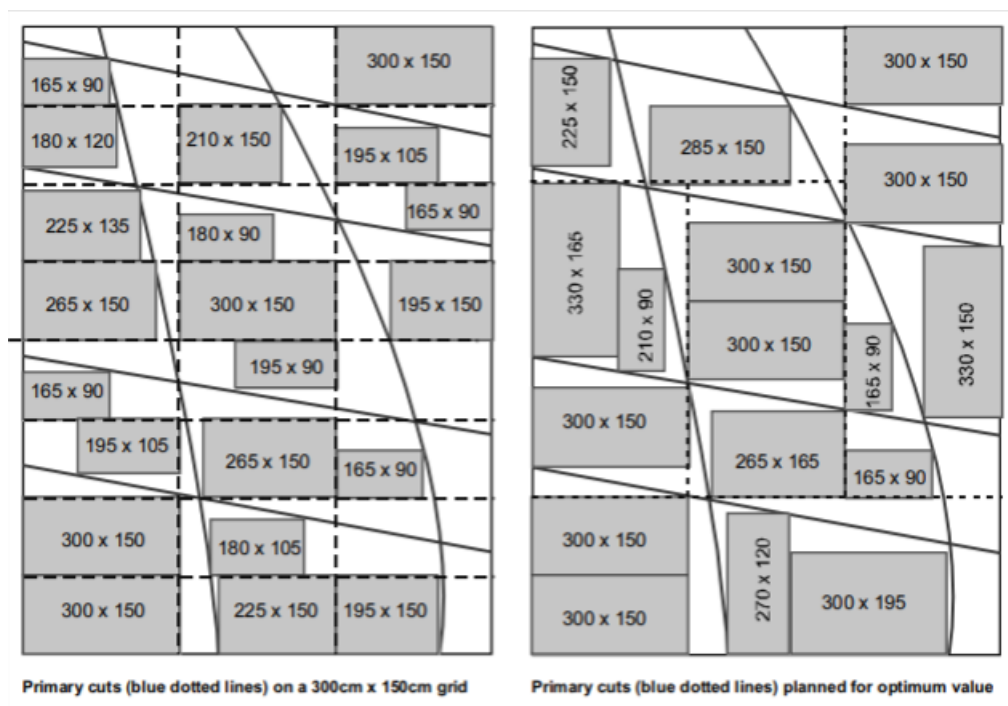 300 x 150
165 x 90
180 x 120
210 x 150
195 x 105
165 x 90
225 x 135
180 x 90
265 x 150
300 x 150
195 x 150
195 x 90
165 x 90
195 x 105
265 x 150
165 x 90
300 x 150
180 x 105
300 x 150
225 x 150
195 x 150
Primary cuts (blue dotted lines) on a 300cm x 150cm grid
300 x 150
225 x 150
285 x 150
300 x 150
330 x 165
210 x 90
300 x 150
300 x 150
165 x 90
330 x 150
300 x 150
265 x 165
165 x 90
300 x 150
270 x 120
300 x 195
300 x 150
Primary cuts (blue dotted lines) planned for optimum value